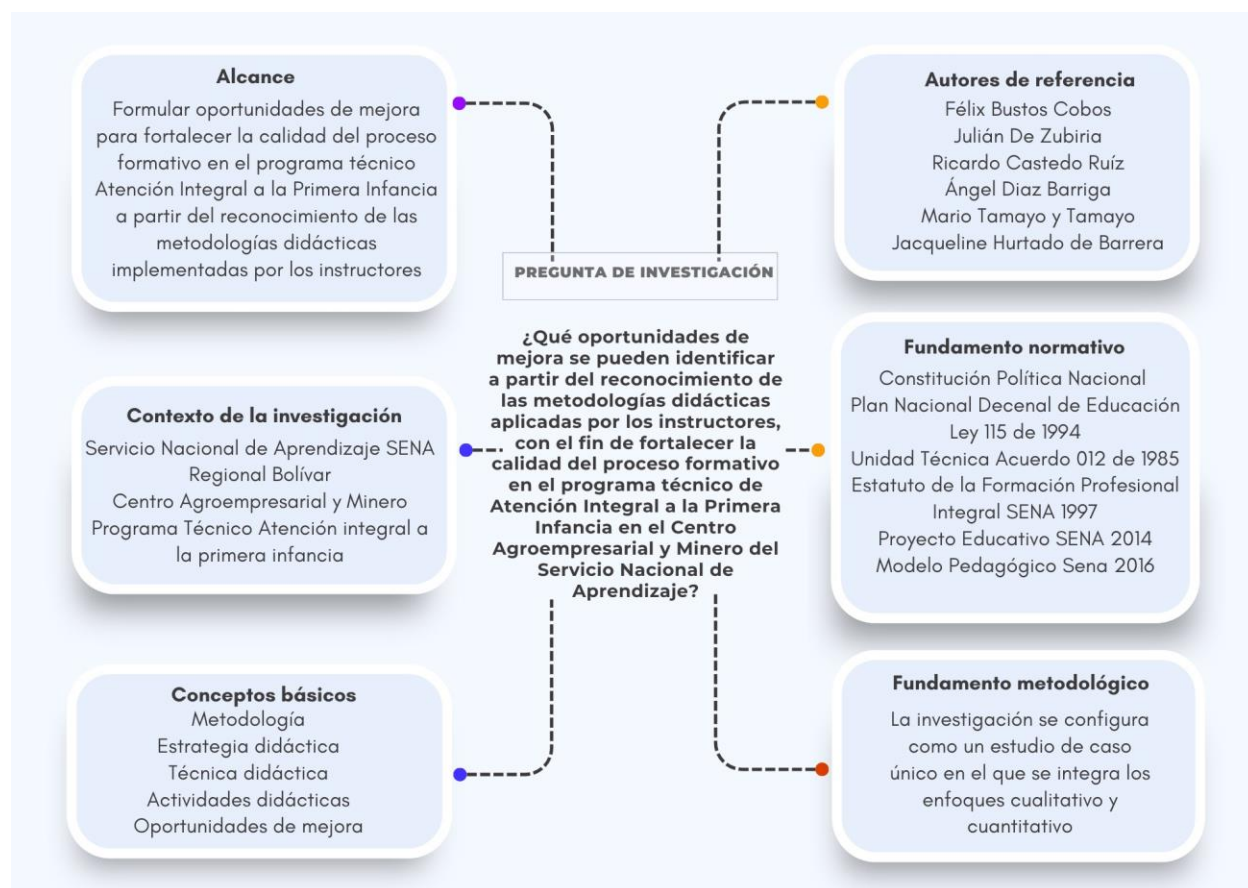 Alcance
Formular oportunidades de mejora
para fortalecer la calidad del proceso
formativo en el programa técnico
Atención Integral a la Primera Infancia
a partir del reconocimiento de las
metodologías didácticas
implementadas por los instructores
Contexto de la investigación
Servicio Nacional de Aprendizaje SENA
Regional Bolívar
Centro Agroempresarial y Minero
Programa Técnico Atención integral a
la primera infancia
Conceptos básicos
Metodología
Estrategia didáctica
Técnica didáctica
Actividades didácticas
Oportunidades de mejora
PREGUNTA DE INVESTIGACIÓN
¿Qué oportunidades de
mejora se pueden identificar
a partir del reconocimiento de
las metodologías didácticas
aplicadas por los instructores,
con el fin de fortalecer la
calidad del proceso formativo
en el programa técnico de
Atención Integral a la Primera
Infancia en el Centro
Agroempresarial y Minero del
Servicio Nacional de
Aprendizaje?
Autores de referencia
Félix Bustos Cobos
Julián De Zubiria
Ricardo Castedo Ruíz
Ángel Diaz Barriga
Mario Tamayo y Tamayo
Jacqueline Hurtado de Barrera
Fundamento normativo
Constitución Política Nacional
Plan Nacional Decenal de Educación
Ley 115 de 1994
Unidad Técnica Acuerdo 012 de 1985
Estatuto de la Formación Profesional
Integral SENA 1997
Proyecto Educativo SENA 2014
Modelo Pedagógico Sena 2016
Fundamento metodológico
La investigación se configura
como un estudio de caso
único en el que se integra los
enfoques cualitativo y
cuantitativo